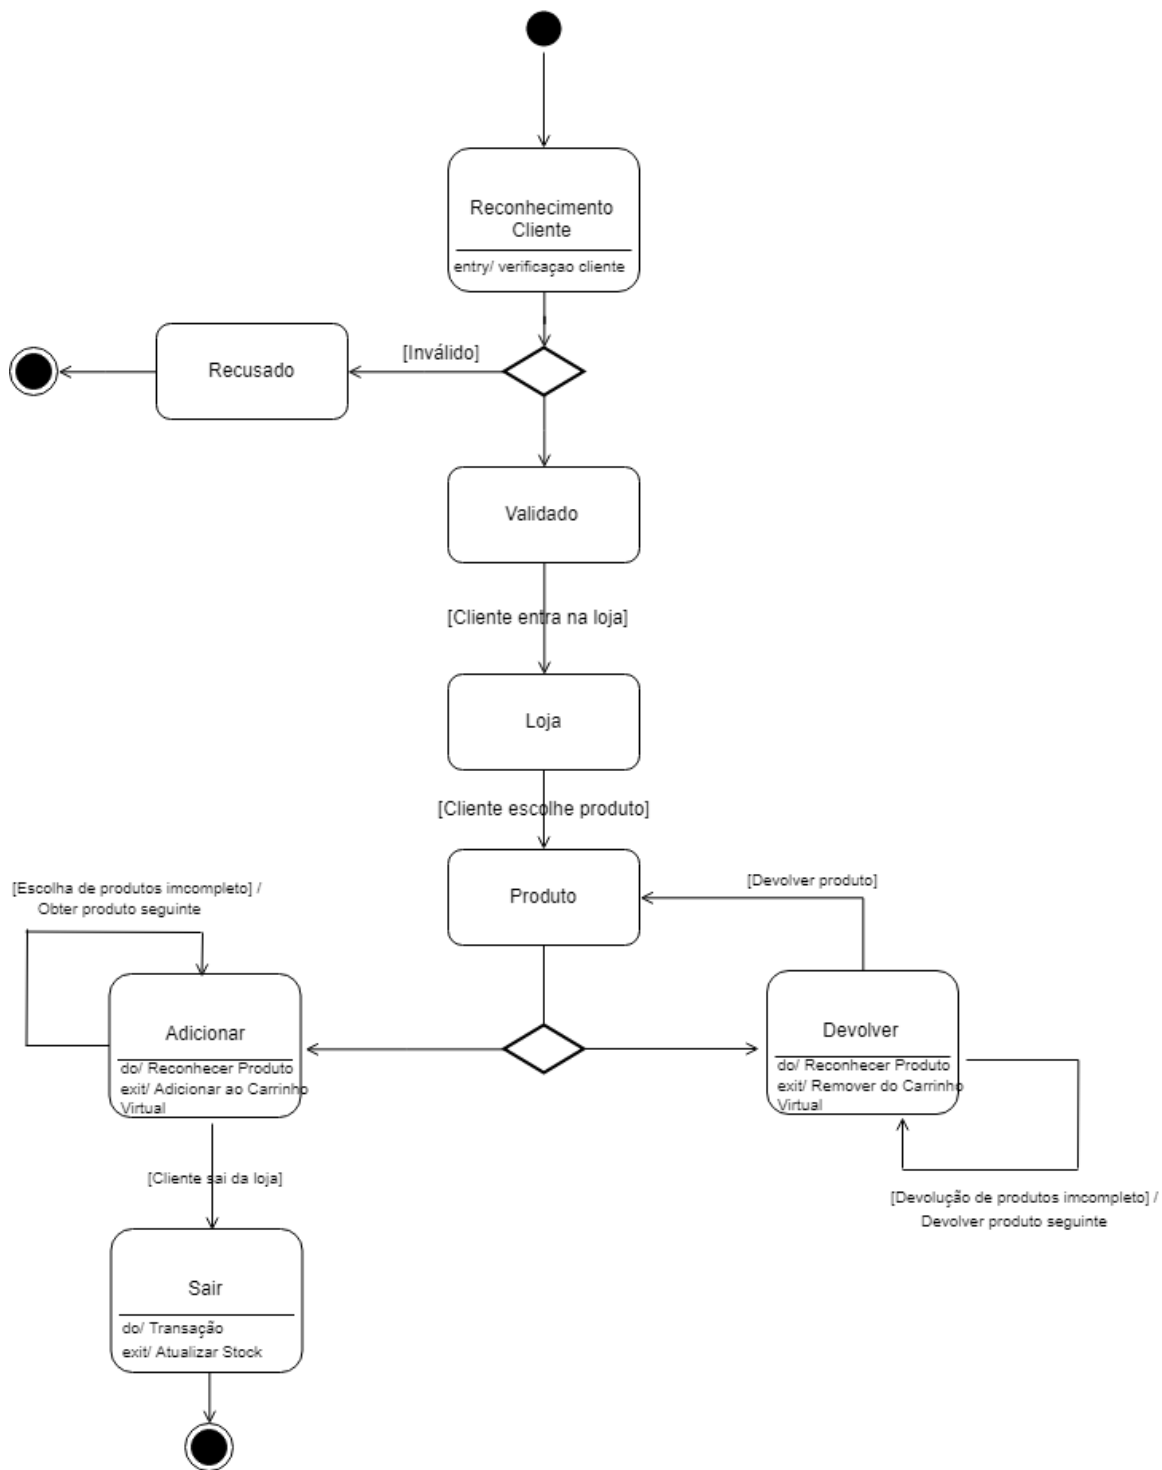 Reconhecimento
Cliente
entry/ verificaçao cliente
[Inválido]
Recusado
Validado
[Cliente entra na loja]
Loja
[Cliente escolhe produto]
Produto
[Devolver produto]
[Escolha de produtos imcompleto] /
Obter produto seguinte
Adicionar
do/ Reconhecer Produto
exit/ Adicionar ao Carrinho
Virtual
Devolver
do/ Reconhecer Produto
exit/ Remover do Carrinho
Virtual
[Cliente sai da loja]
[Devolução de produtos imcompleto] /
Devolver produto seguinte
Sair
do/ Transação
exit/ Atualizar Stock